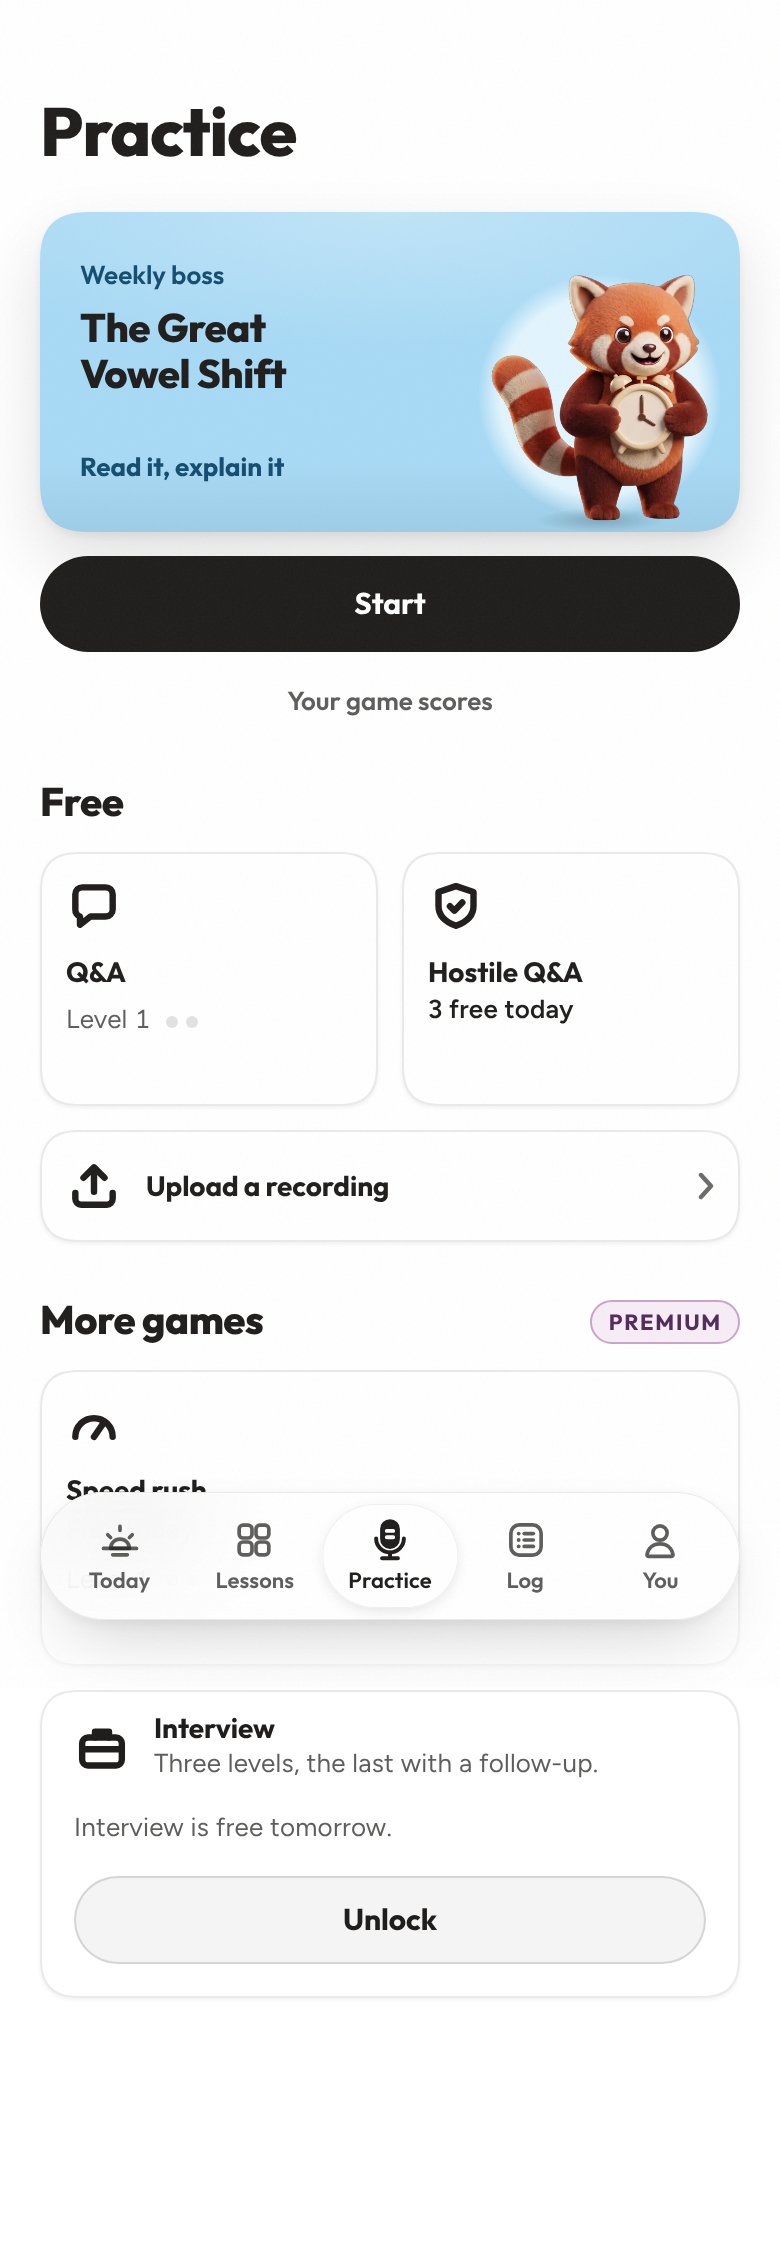 Practice
Weekly boss
The Great
Vowel Shift
Read it, explain it
Start
Your game scores
Free
Q&A
Level 1
Hostile Q&A
3 free today
Upload a recording
More games
PREMIUM
Speed rush
Today
Lessons
Practice
Log
You
Interview
Three levels, the last with a follow-up.
Interview is free tomorrow.
Unlock